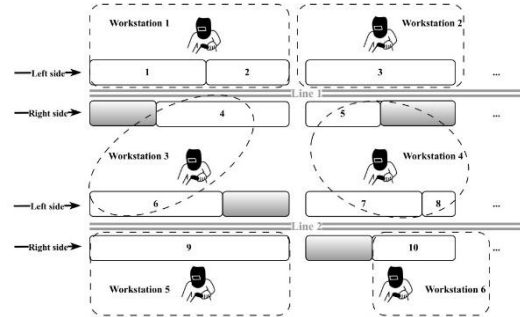 Workstation 1 Workstation 2
Left side 1 2 3 ...
Line 1
Right side 4 5 ...
Workstation 3 Workstation 4
Left side 6 7 8 ...
Line 2
Right side 9 10 ...
Workstation 5 Workstation 6